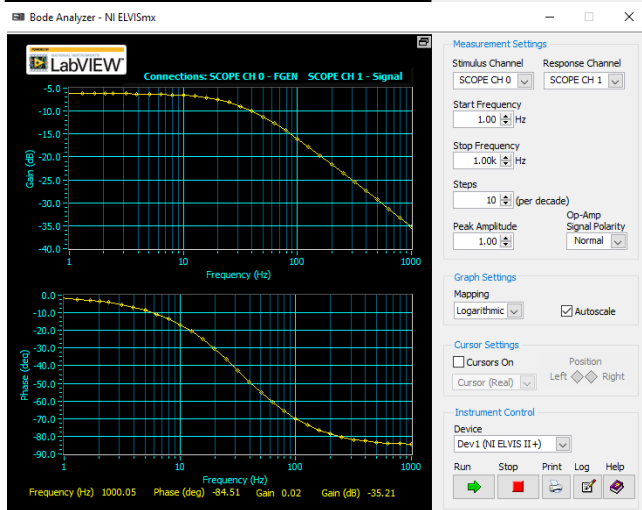 Bode Analyzer - NI ELVISmx
LabVIEW
Connections: SCOPE CH 0 - FGEN SCOPE CH 1 - Signal
Gain (dB)
-5.0
-10.0
-15.0
-20.0
-25.0
-30.0
-35.0
-40.0
1 10 100 1000
Frequency (Hz)
Phase (deg)
0.0
-10.0
-20.0
-30.0
-40.0
-50.0
-60.0
-70.0
-80.0
-90.0
1 10 100 1000
Frequency (Hz)
Frequency (Hz) 1000.05 Phase (deg) -84.51 Gain 0.02 Gain (dB) -35.21
Measurement Settings
Stimulus Channel Response Channel
SCOPE CH 0 SCOPE CH 1
Start Frequency
1.00 Hz
Stop Frequency
1.00k Hz
Steps
10 (per decade)
Peak Amplitude
1.00
Op-Amp
Signal Polarity
Normal
Graph Settings
Mapping
Logarithmic Autoscale
Cursor Settings
Cursors On Position
Cursor (Real) Left Right
Instrument Control
Device
Dev1 (NI ELVIS II+)
Run Stop Print Log Help